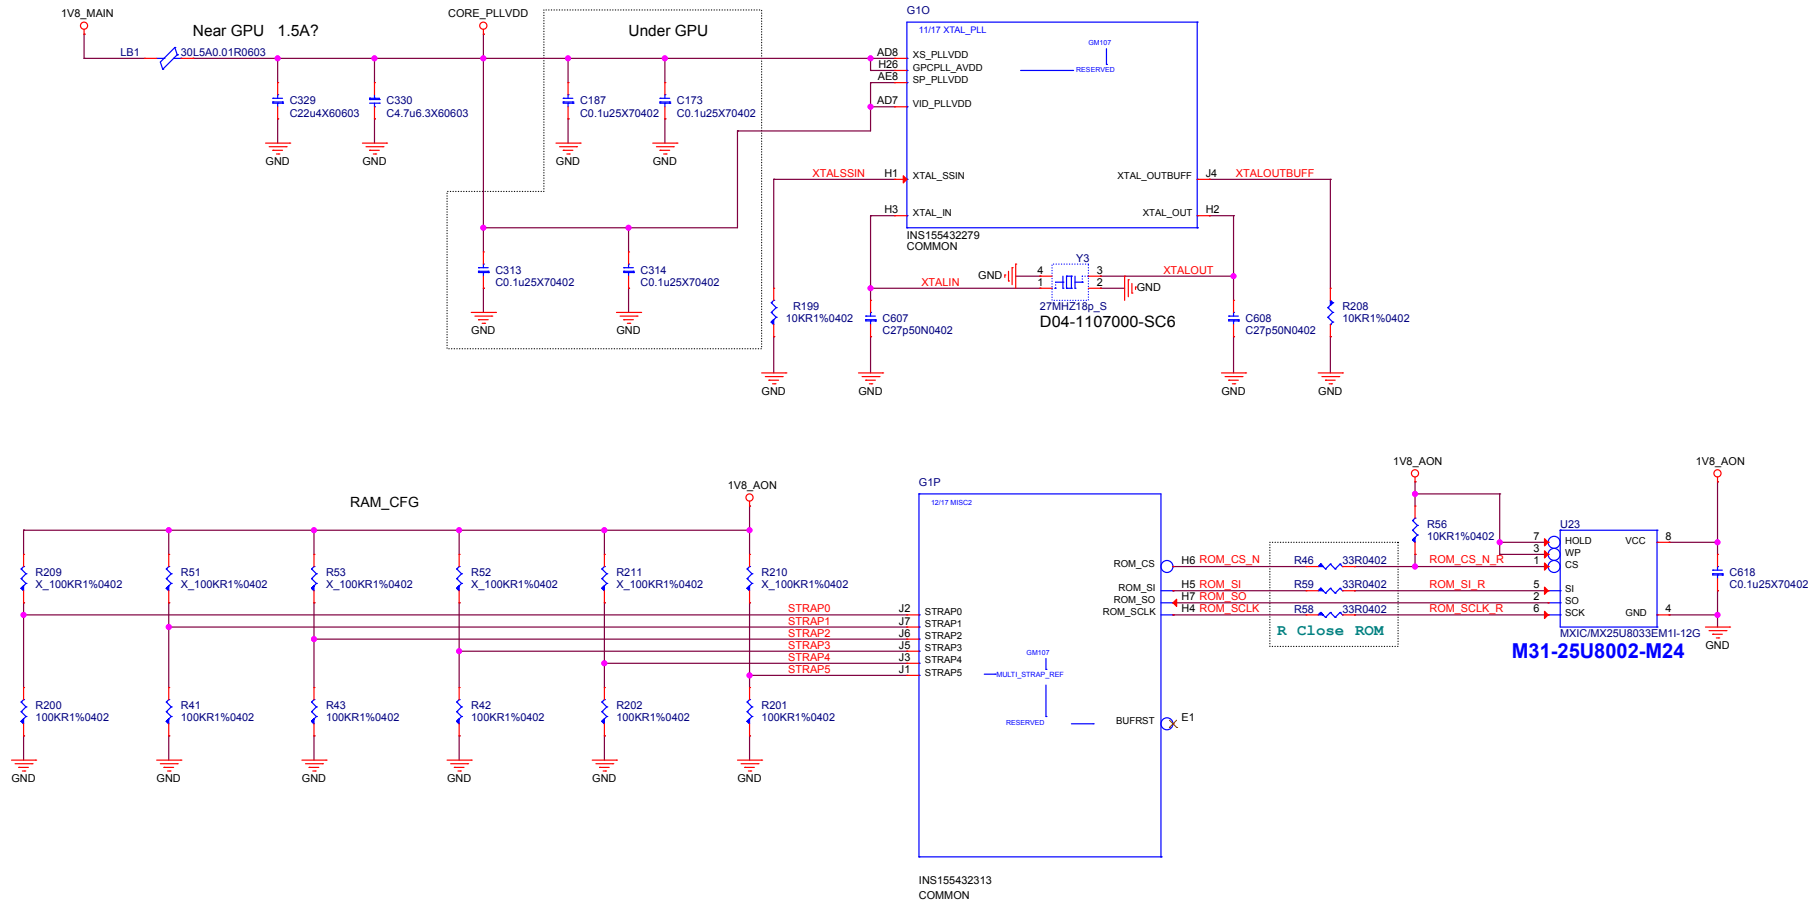 1V8_MAIN
CORE_PLLVDD
Near GPU 1.5A?
Under GPU
LB1
30L5A0.01R0603
C329
C22u4X60603
C330
C4.7u6.3X60603
C187
C0.1u25X70402
C173
C0.1u25X70402
GND
GND
GND
GND
C313
C0.1u25X70402
C314
C0.1u25X70402
GND
GND
G1O
11/17 XTAL_PLL
GM107
RESERVED
AD8 XS_PLLVDD
H26 GPCPLL_AVDD
AE8 SP_PLLVDD
AD7 VID_PLLVDD
XTALSSIN H1 XTAL_SSIN
XTAL_OUTBUFF J4 XTALOUTBUFF
H3 XTAL_IN
XTAL_OUT H2
INS155432279
COMMON
Y3
GND 4 3 XTALOUT
XTALIN 1 2 GND
27MHZ18p_S
D04-1107000-SC6
R199
10KR1%0402
C607
C27p50N0402
C608
C27p50N0402
R208
10KR1%0402
GND
GND
GND
GND
RAM_CFG
1V8_AON
R209
X_100KR1%0402
R51
X_100KR1%0402
R53
X_100KR1%0402
R52
X_100KR1%0402
R211
X_100KR1%0402
R210
X_100KR1%0402
STRAP0 J2 STRAP0
STRAP1 J7 STRAP1
STRAP2 J6 STRAP2
STRAP3 J5 STRAP3
STRAP4 J3 STRAP4
STRAP5 J1 STRAP5
R200
100KR1%0402
R41
100KR1%0402
R43
100KR1%0402
R42
100KR1%0402
R202
100KR1%0402
R201
100KR1%0402
GND
GND
GND
GND
GND
GND
G1P
12/17 MISC2
GM107
MULTI_STRAP_REF
RESERVED
ROM_CS H6 ROM_CS_N
ROM_SI H5 ROM_SI
ROM_SO H7 ROM_SO
ROM_SCLK H4 ROM_SCLK
BUFRST E1
INS155432313
COMMON
R46 33R0402 ROM_CS_N_R
R59 33R0402 ROM_SI_R
R58 33R0402 ROM_SCLK_R
R Close ROM
1V8_AON
R56
10KR1%0402
1V8_AON
U23
7 HOLD VCC 8
3 WP
1 CS
5 SI
2 SO
6 SCK GND 4
MXIC/MX25U8033EM1I-12G
M31-25U8002-M24
C618
C0.1u25X70402
GND